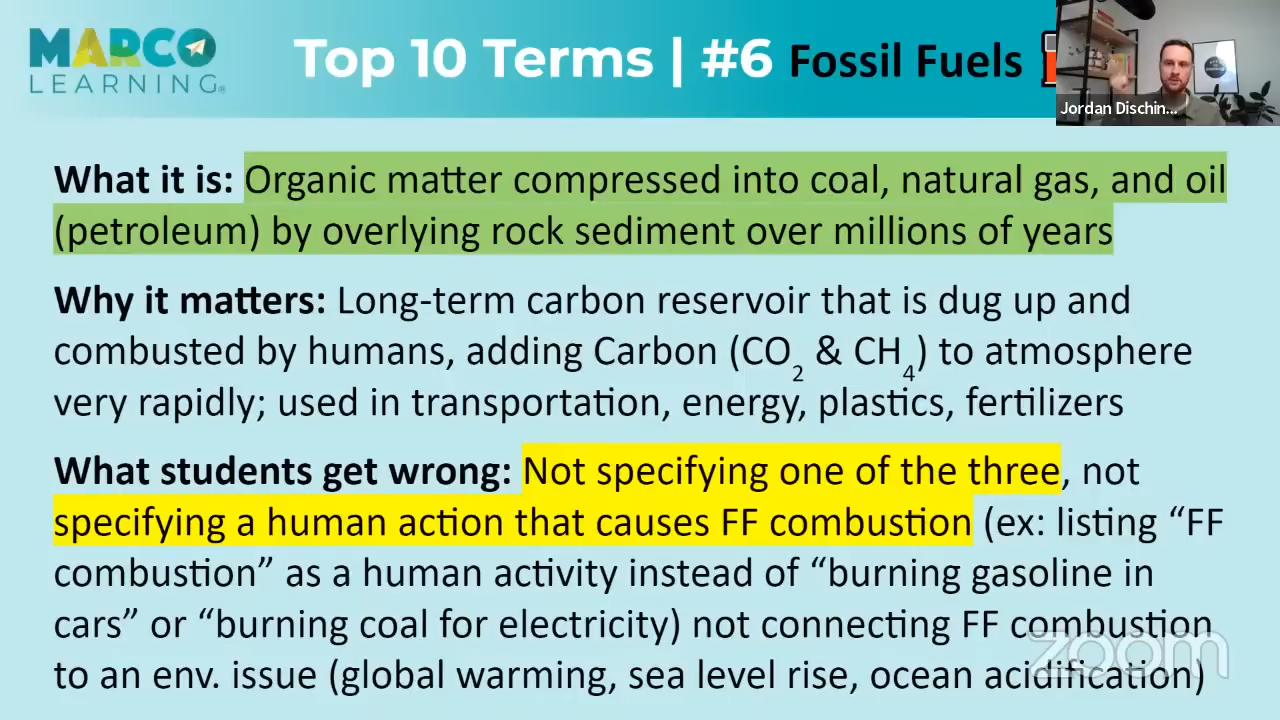 MARCO
LEARNING®
Top 10 Terms | #6 Fossil Fuels
Jordan Dischin...
What it is: Organic matter compressed into coal, natural gas, and oil
(petroleum) by overlying rock sediment over millions of years
Why it matters: Long-term carbon reservoir that is dug up and
combusted by humans, adding Carbon (CO₂ & CH₄) to atmosphere
very rapidly; used in transportation, energy, plastics, fertilizers
What students get wrong: Not specifying one of the three, not
specifying a human action that causes FF combustion (ex: listing “FF
combustion” as a human activity instead of “burning gasoline in
cars” or “burning coal for electricity) not connecting FF combustion
to an env. issue (global warming, sea level rise, ocean acidification)
zoom